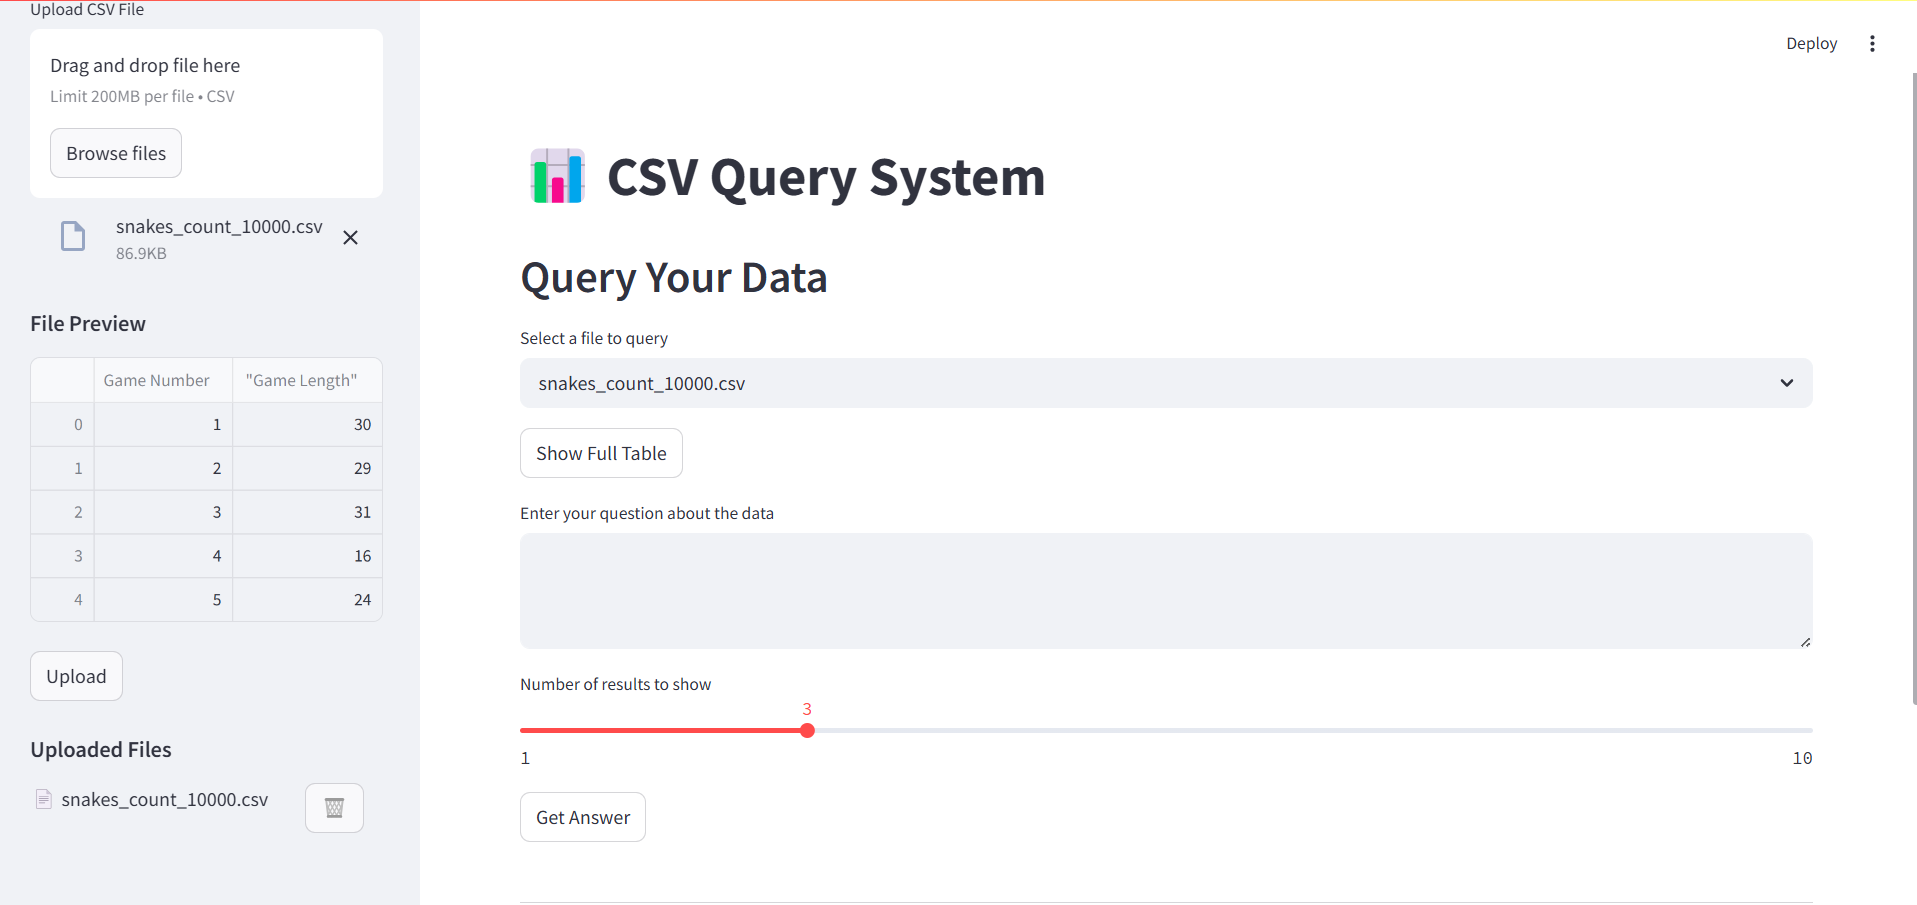 Upload CSV File
Drag and drop file here
Limit 200MB per file • CSV
Browse files
snakes_count_10000.csv
86.9KB
File Preview
Game Number "Game Length"
0 1 30
1 2 29
2 3 31
3 4 16
4 5 24
Upload
Uploaded Files
snakes_count_10000.csv
Deploy
CSV Query System
Query Your Data
Select a file to query
snakes_count_10000.csv
Show Full Table
Enter your question about the data
Number of results to show
3
1 10
Get Answer